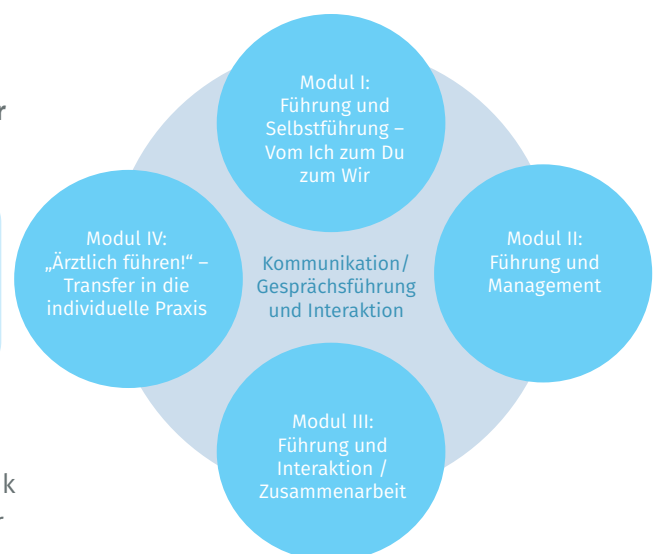 Modul I:
Führung und
Selbstführung –
Vom Ich zum Du
zum Wir
r
Modul IV:
„Ärztlich führen!“ –
Transfer in die
individuelle Praxis
Kommunikation/
Gesprächsführung
und Interaktion
Modul II:
Führung und
Management
Modul III:
Führung und
Interaktion /
Zusammenarbeit
k
r